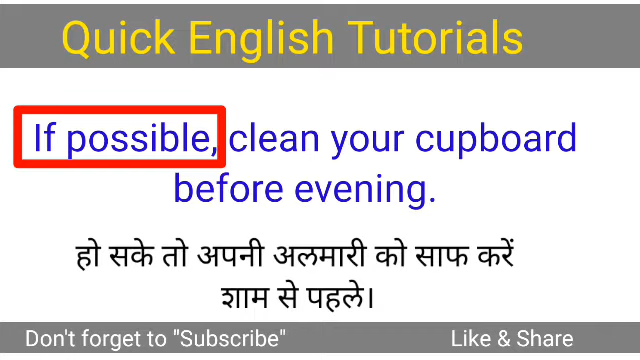 Quick English Tutorials
If possible, clean your cupboard
before evening.
हो सके तो अपनी अलमारी को साफ करें
शाम से पहले।
Don't forget to "Subscribe" Like & Share